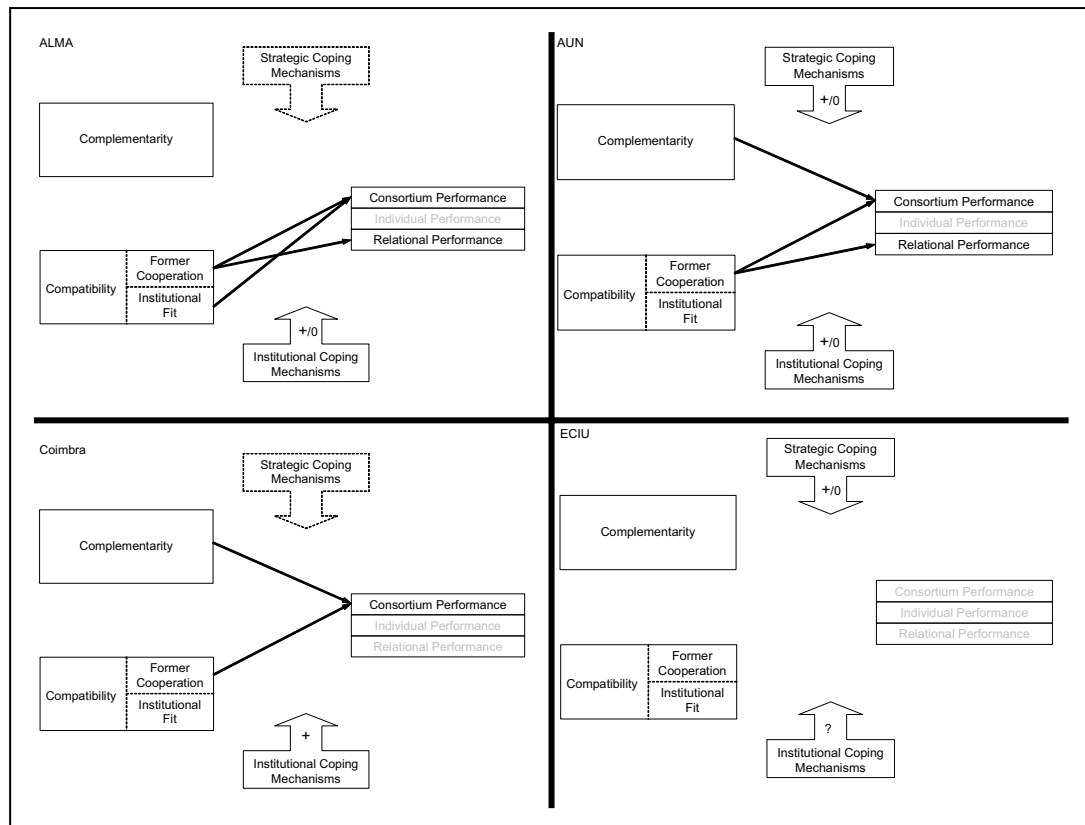 ALMA
Strategic Coping
Mechanisms
Complementarity
Consortium Performance
Individual Performance
Relational Performance
Compatibility
Former
Cooperation
Institutional
Fit
+/0
Institutional Coping
Mechanisms
AUN
Strategic Coping
Mechanisms
+/0
Complementarity
Consortium Performance
Individual Performance
Relational Performance
Compatibility
Former
Cooperation
Institutional
Fit
+/0
Institutional Coping
Mechanisms
Coimbra
Strategic Coping
Mechanisms
Complementarity
Consortium Performance
Individual Performance
Relational Performance
Compatibility
Former
Cooperation
Institutional
Fit
+
Institutional Coping
Mechanisms
ECIU
Strategic Coping
Mechanisms
+/0
Complementarity
Consortium Performance
Individual Performance
Relational Performance
Compatibility
Former
Cooperation
Institutional
Fit
?
Institutional Coping
Mechanisms